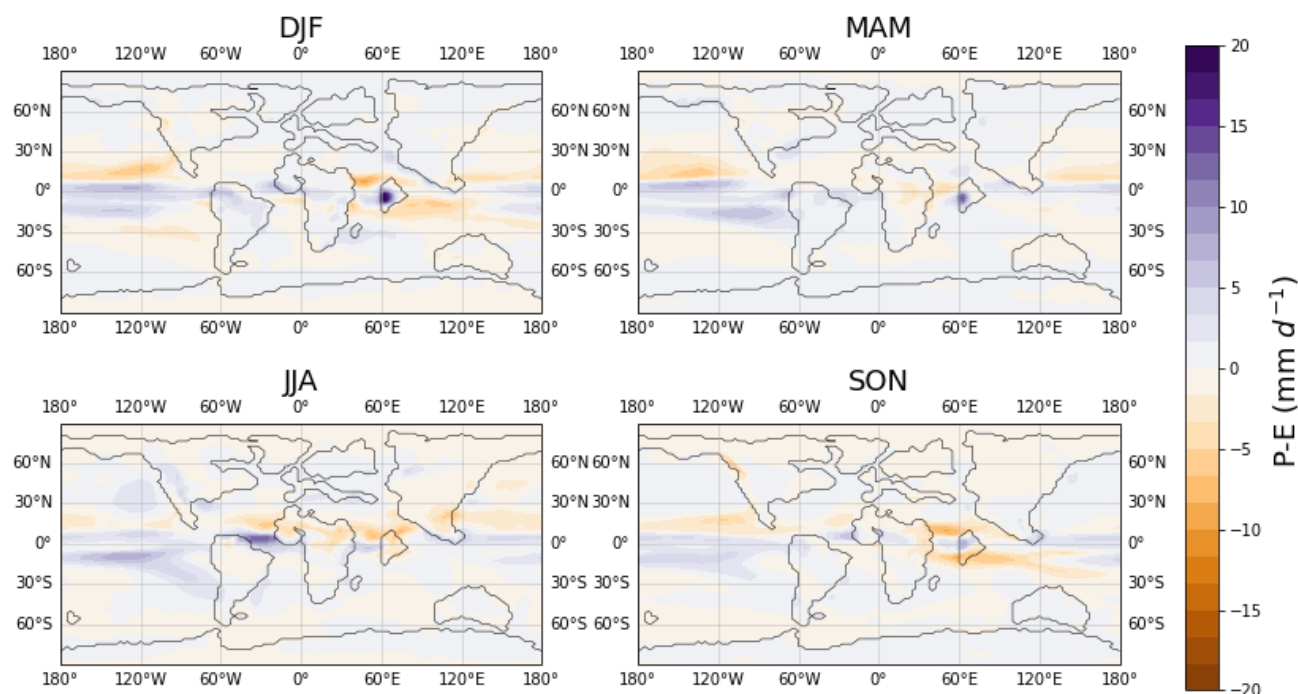 DJF MAM
180° 120°W 60°W 0° 60°E 120°E 180° 180° 120°W 60°W 0° 60°E 120°E 180°
60°N 60°N 60°N 60°N
30°N 30°N 30°N 30°N
0° 0° 0° 0°
30°S 30°S 30°S 30°S
60°S 60°S 60°S 60°S
180° 120°W 60°W 0° 60°E 120°E 180° 180° 120°W 60°W 0° 60°E 120°E 180°
JJA SON
180° 120°W 60°W 0° 60°E 120°E 180° 180° 120°W 60°W 0° 60°E 120°E 180°
60°N 60°N 60°N 60°N
30°N 30°N 30°N 30°N
0° 0° 0° 0°
30°S 30°S 30°S 30°S
60°S 60°S 60°S 60°S
180° 120°W 60°W 0° 60°E 120°E 180° 180° 120°W 60°W 0° 60°E 120°E 180°
20
15
10
5
0
−5
−10
−15
−20
P-E (mm d⁻¹)